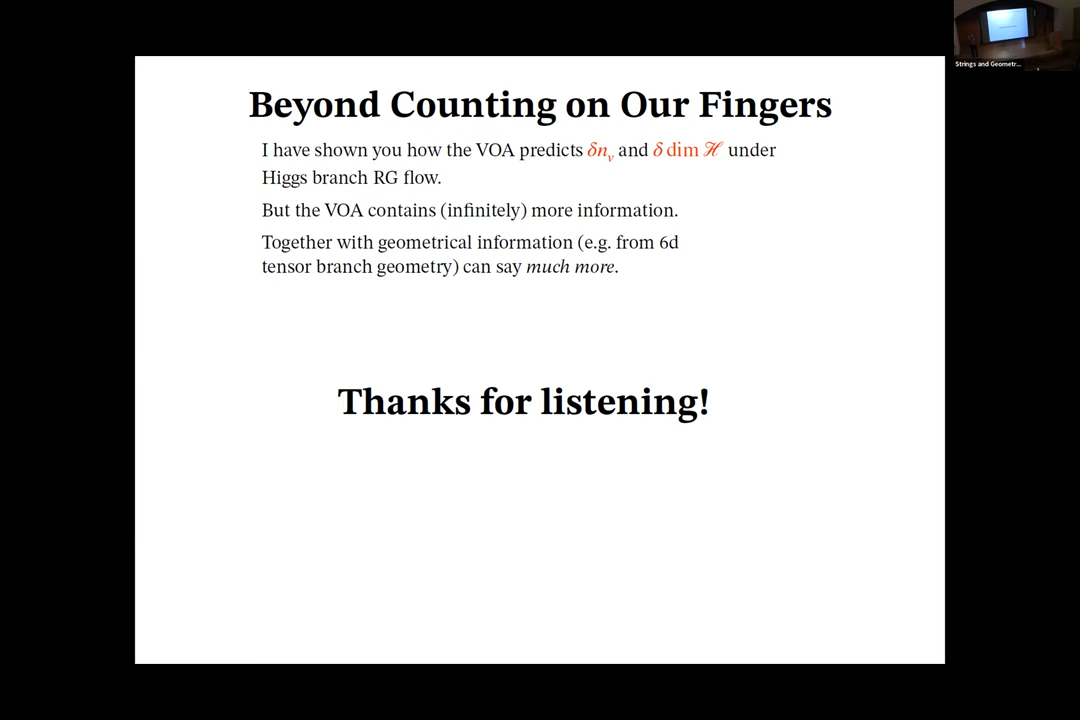 Strings and Geometr...
Beyond Counting on Our Fingers
I have shown you how the VOA predicts δnᵥ and δ dim ℋ under
Higgs branch RG flow.
But the VOA contains (infinitely) more information.
Together with geometrical information (e.g. from 6d
tensor branch geometry) can say much more.
Thanks for listening!